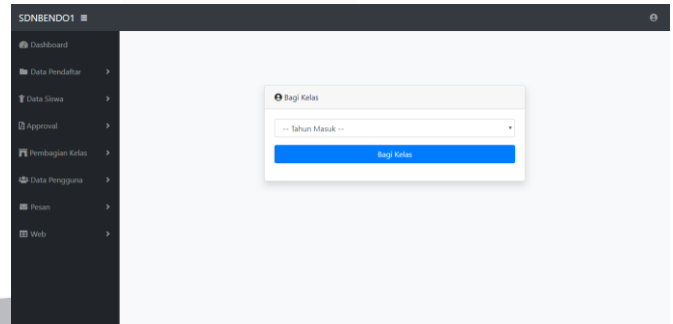 SDNBENDO1
Dashboard
Data Pendaftar
Data Siswa
Approval
Pembagian Kelas
Data Pengguna
Pesan
Web
Bagi Kelas
-- Tahun Masuk --
Bagi Kelas